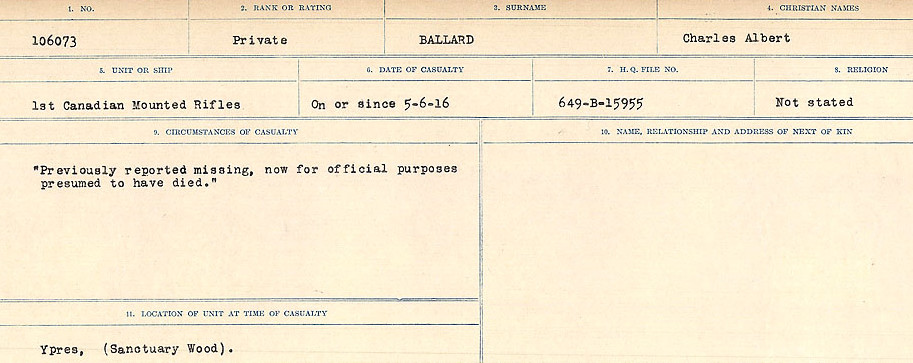 1. NO. 2. RANK OR RATING 3. SURNAME 4. CHRISTIAN NAMES
106073 Private BALLARD Charles Albert
5. UNIT OR SHIP 6. DATE OF CASUALTY 7. H.Q. FILE NO. 8. RELIGION
1st Canadian Mounted Rifles On or since 5-6-16 649-B-15955 Not stated
9. CIRCUMSTANCES OF CASUALTY 10. NAME, RELATIONSHIP AND ADDRESS OF NEXT OF KIN
"Previously reported missing, now for official purposes
presumed to have died."
11. LOCATION OF UNIT AT TIME OF CASUALTY
Ypres, (Sanctuary Wood).